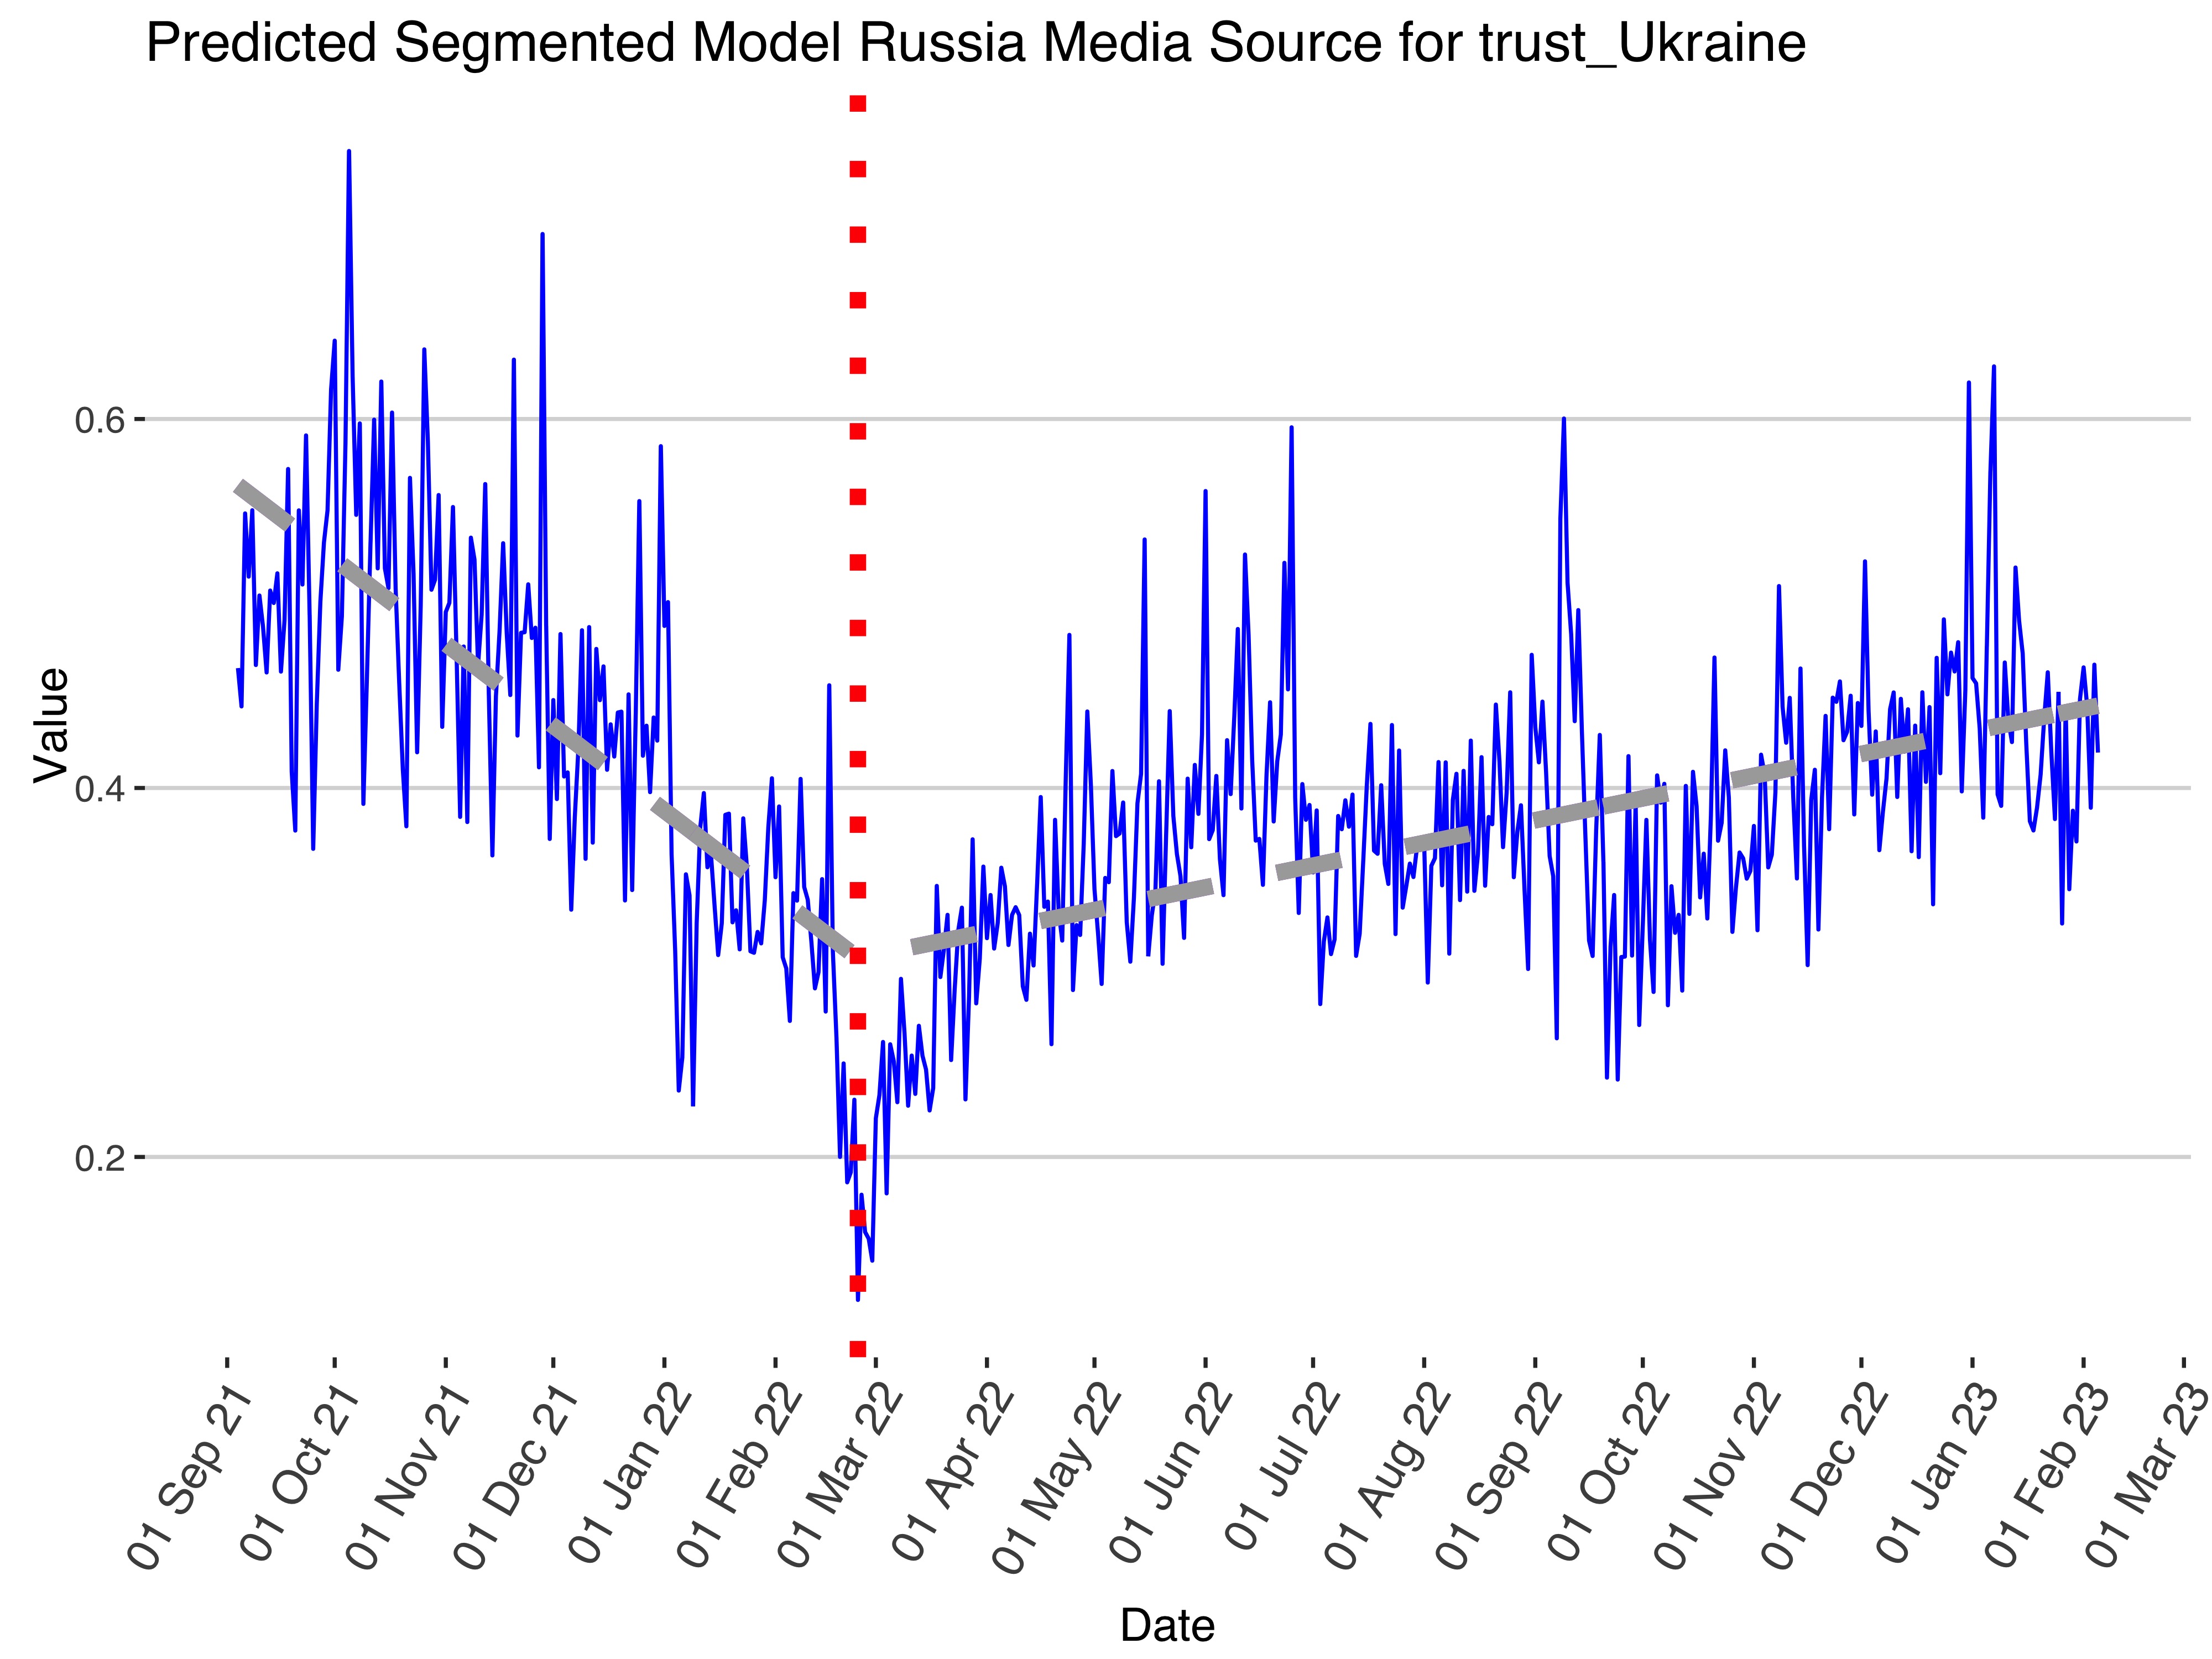 Predicted Segmented Model Russia Media Source for trust_Ukraine
Value
0.6
0.4
0.2
01 Sep 21
01 Oct 21
01 Nov 21
01 Dec 21
01 Jan 22
01 Feb 22
01 Mar 22
01 Apr 22
01 May 22
01 Jun 22
01 Jul 22
01 Aug 22
01 Sep 22
01 Oct 22
01 Nov 22
01 Dec 22
01 Jan 23
01 Feb 23
01 Mar 23
Date